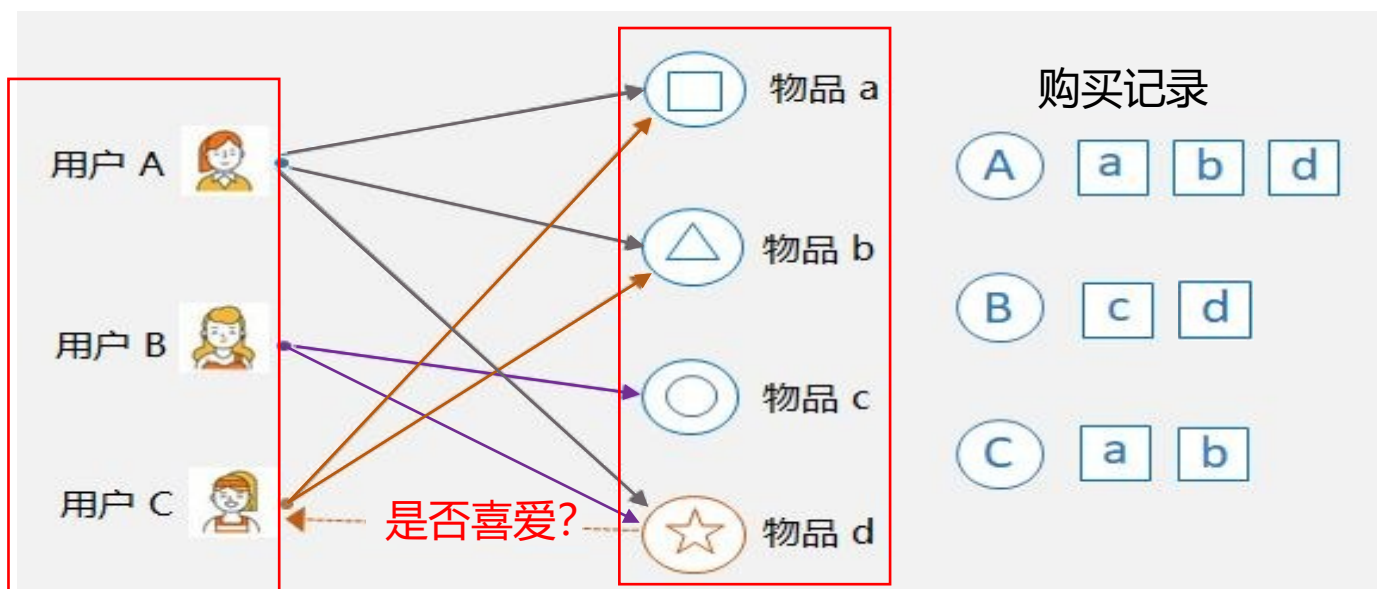 用户 A
用户 B
用户 C
是否喜爱?
物品 a
物品 b
物品 c
物品 d
购买记录
A a b d
B c d
C a b